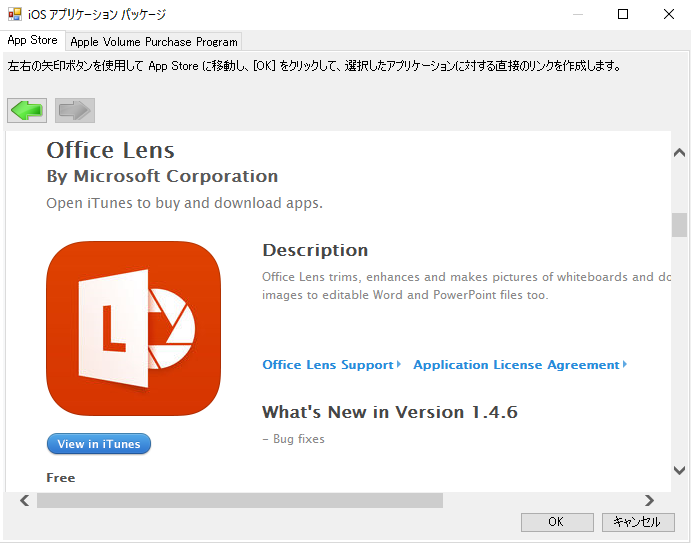 iOS アプリケーション パッケージ
App Store
Apple Volume Purchase Program
左右の矢印ボタンを使用して App Store に移動し、[OK] をクリックして、選択したアプリケーションに対する直接のリンクを作成します。
Office Lens
By Microsoft Corporation
Open iTunes to buy and download apps.
Description
Office Lens trims, enhances and makes pictures of whiteboards and do
images to editable Word and PowerPoint files too.
Office Lens Support
Application License Agreement
What's New in Version 1.4.6
- Bug fixes
L
View in iTunes
Free
OK
キャンセル